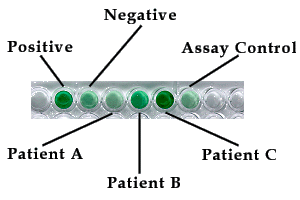 Negative
Positive
Assay Control
Patient A
Patient C
Patient B